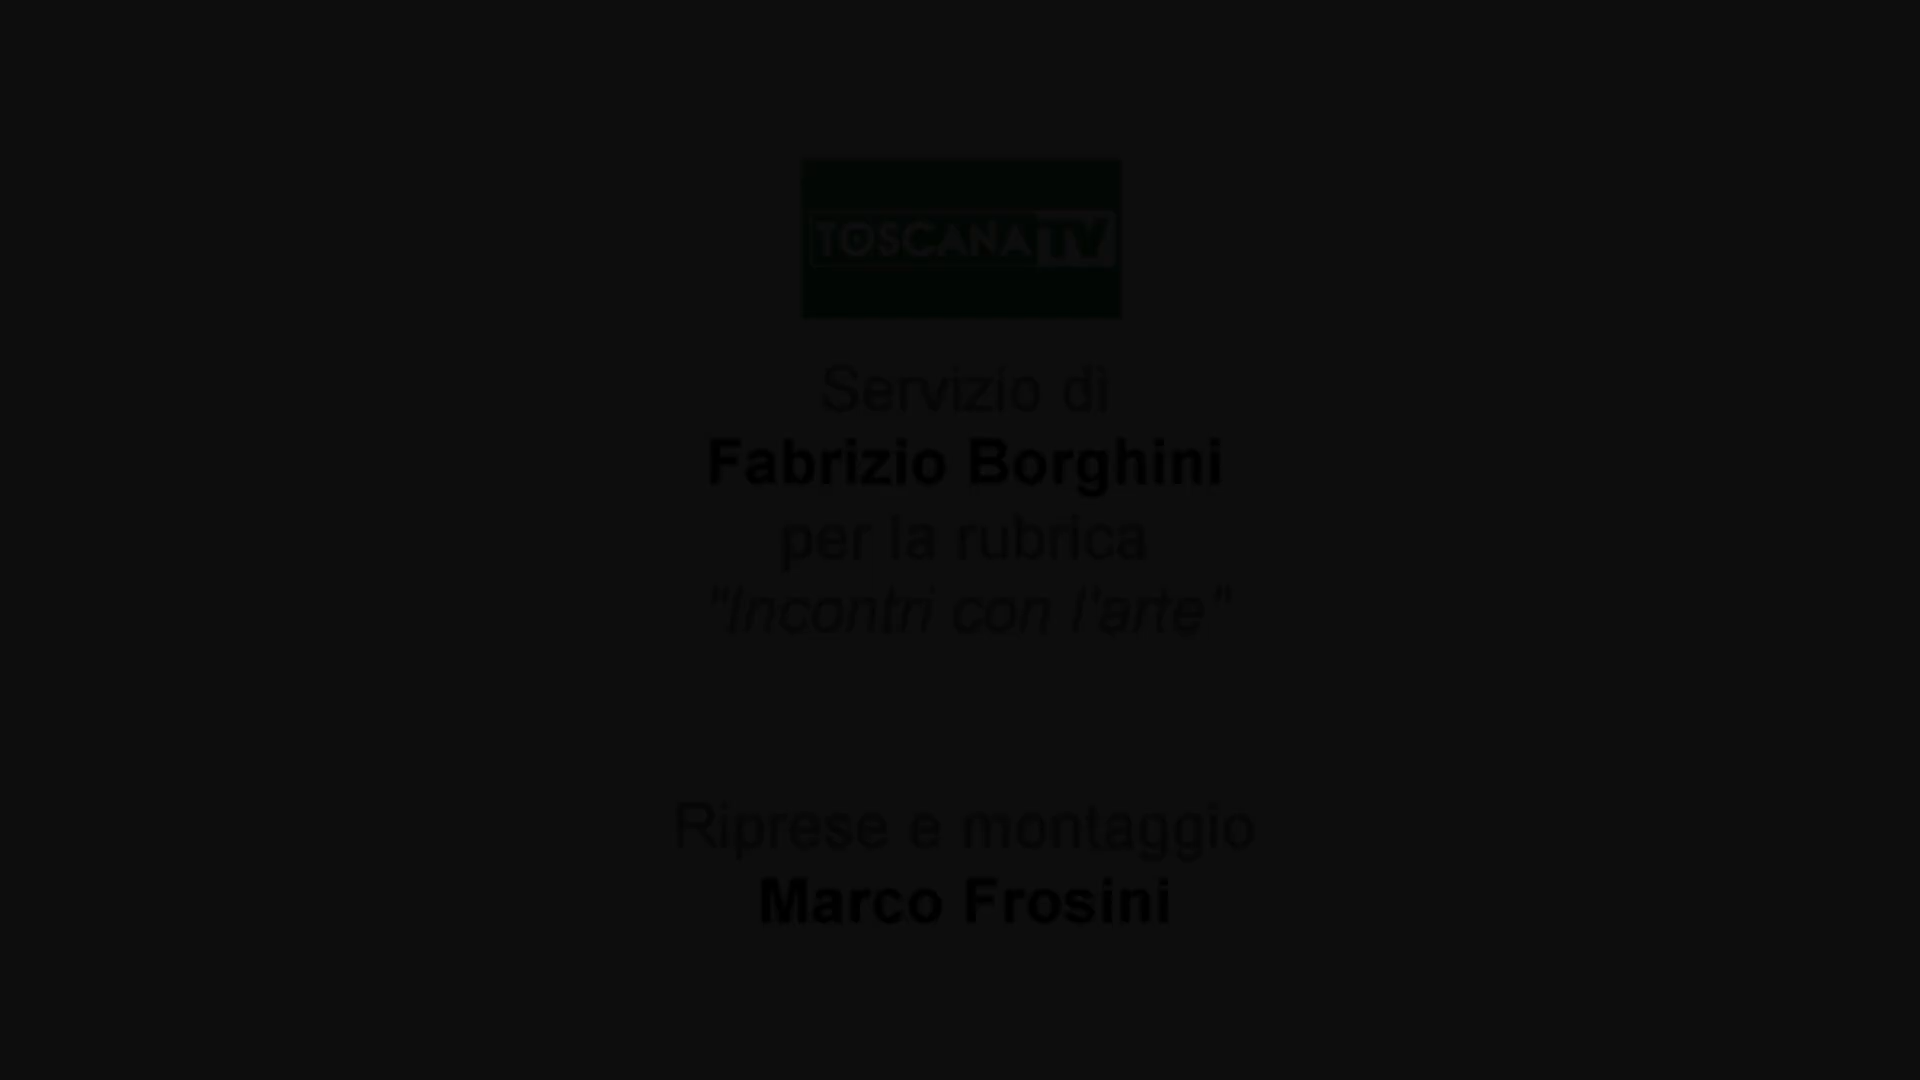 TOSCANA TV
Servizio di
Fabrizio Borghini
per la rubrica
"Incontri con l'arte"
Riprese e montaggio
Marco Frosini